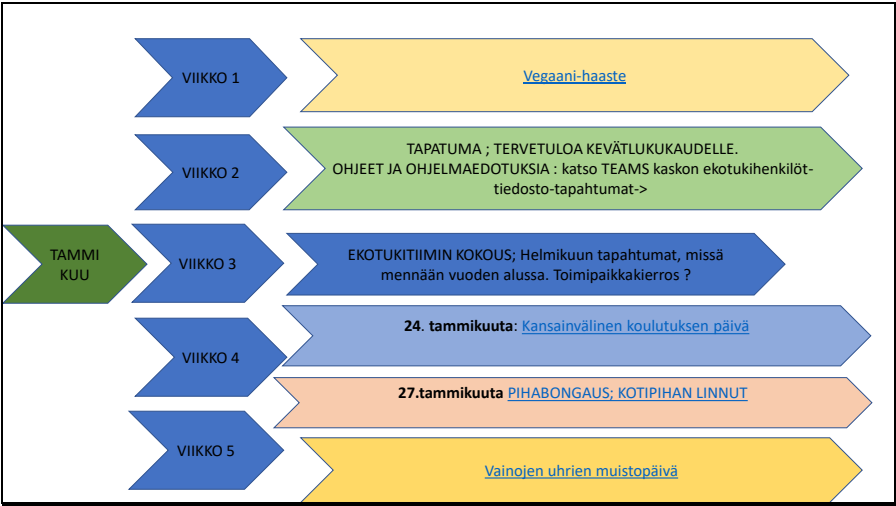 VIIKKO 1
Vegaani-haaste
VIIKKO 2
TAPATUMA ; TERVETULOA KEVÄTLUKUKAUDELLE.
OHJEET JA OHJELMAEDOTUKSIA : katso TEAMS kaskon ekotukihenkilöt-
tiedosto-tapahtumat->
TAMMI
KUU
VIIKKO 3
EKOTUKITIIMIN KOKOUS; Helmikuun tapahtumat, missä
mennään vuoden alussa. Toimipaikkakierros ?
VIIKKO 4
24. tammikuuta: Kansainvälinen koulutuksen päivä
27.tammikuuta PIHABONGAUS; KOTIPIHAN LINNUT
VIIKKO 5
Vainojen uhrien muistopäivä